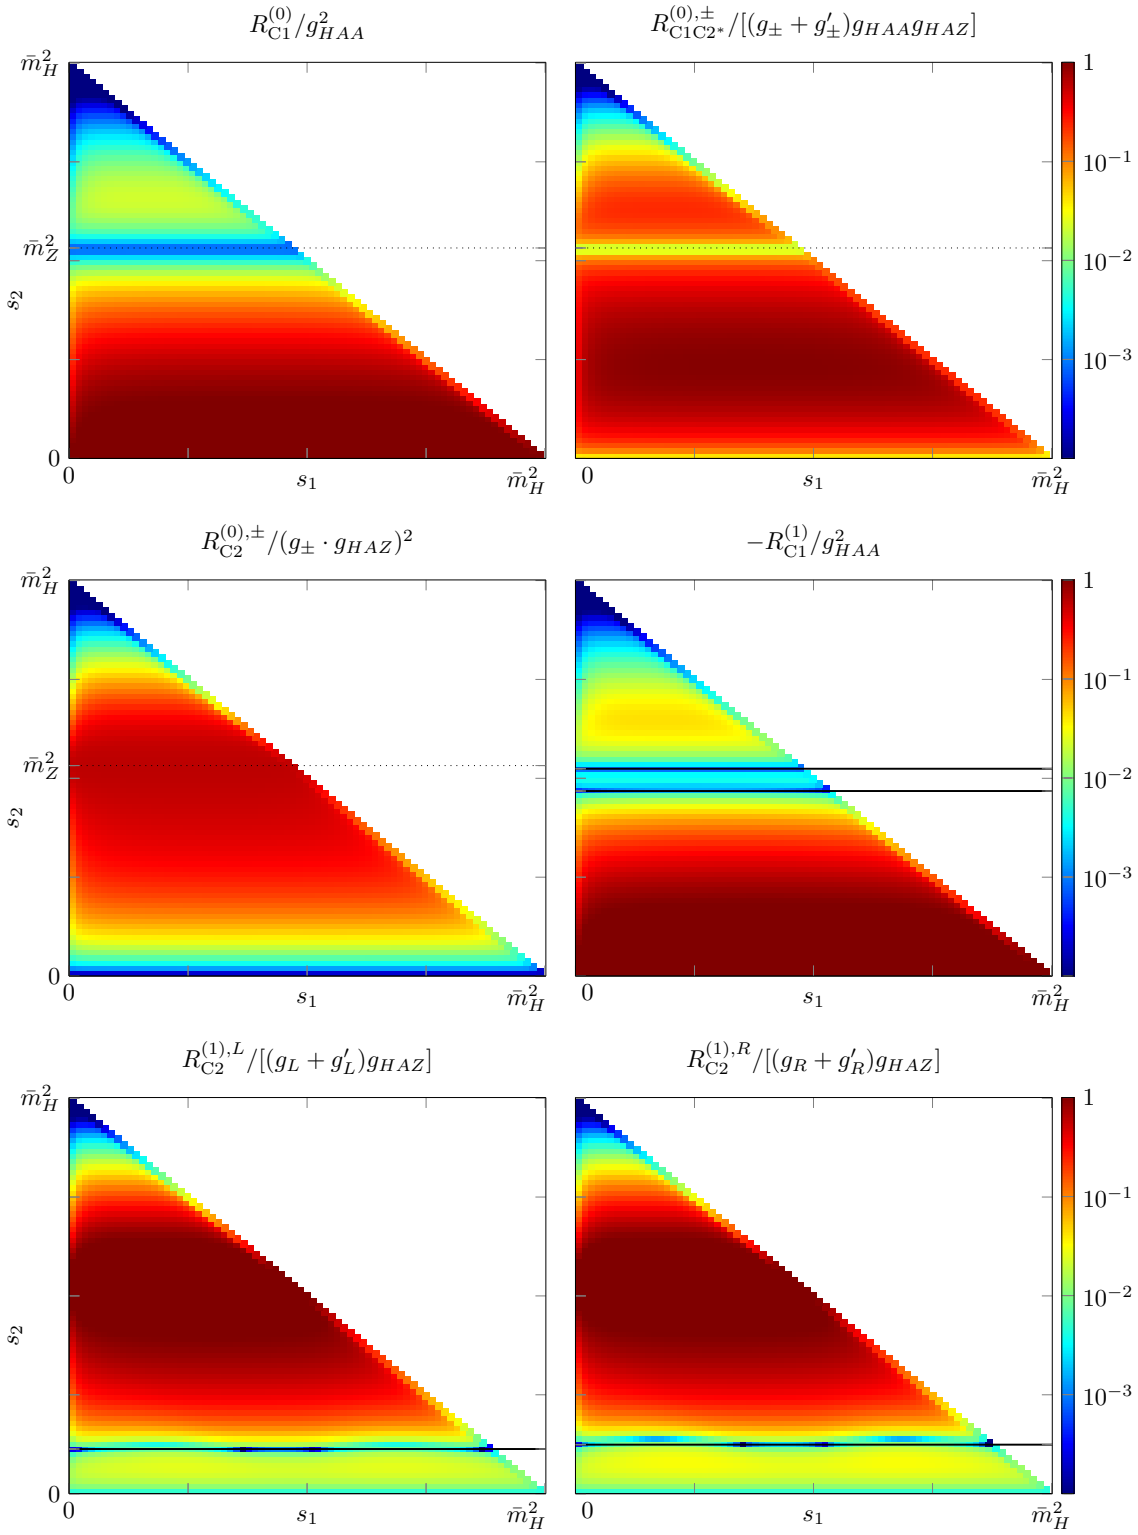 R_{C1}^{(0)}/g_{HAA}^2
R_{C1C2*}^{(0),±}/[(g_± + g'_±)g_{HAA}g_{HAZ}]
m̄_H^2
m̄_Z^2
s_2
0
0 s_1 m̄_H^2
0 s_1 m̄_H^2
1
10^{-1}
10^{-2}
10^{-3}
R_{C2}^{(0),±}/(g_± · g_{HAZ})^2
-R_{C1}^{(1)}/g_{HAA}^2
m̄_H^2
m̄_Z^2
s_2
0
0 s_1 m̄_H^2
0 s_1 m̄_H^2
1
10^{-1}
10^{-2}
10^{-3}
R_{C2}^{(1),L}/[(g_L + g'_L)g_{HAZ}]
R_{C2}^{(1),R}/[(g_R + g'_R)g_{HAZ}]
m̄_H^2
s_2
0
0 s_1 m̄_H^2
0 s_1 m̄_H^2
1
10^{-1}
10^{-2}
10^{-3}